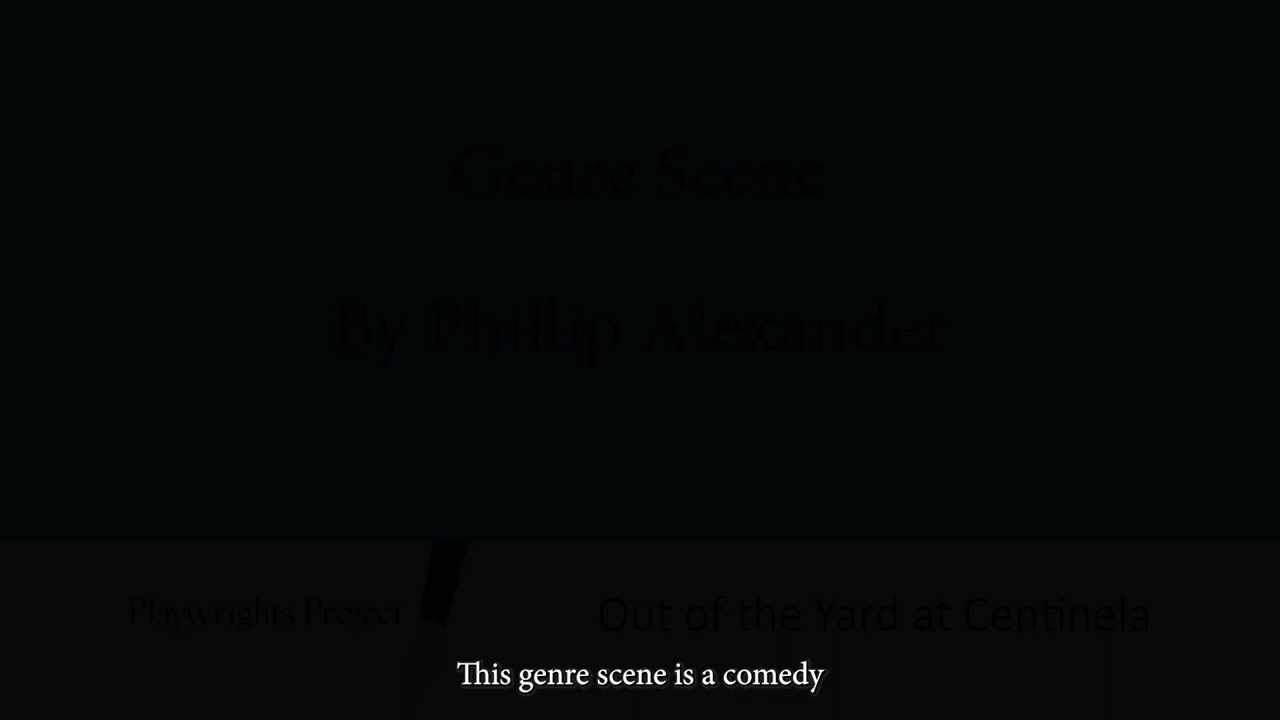 Genre Scene
By Phillip Alexander
Playwrights Project
Out of the Yard at Centinela
This genre scene is a comedy